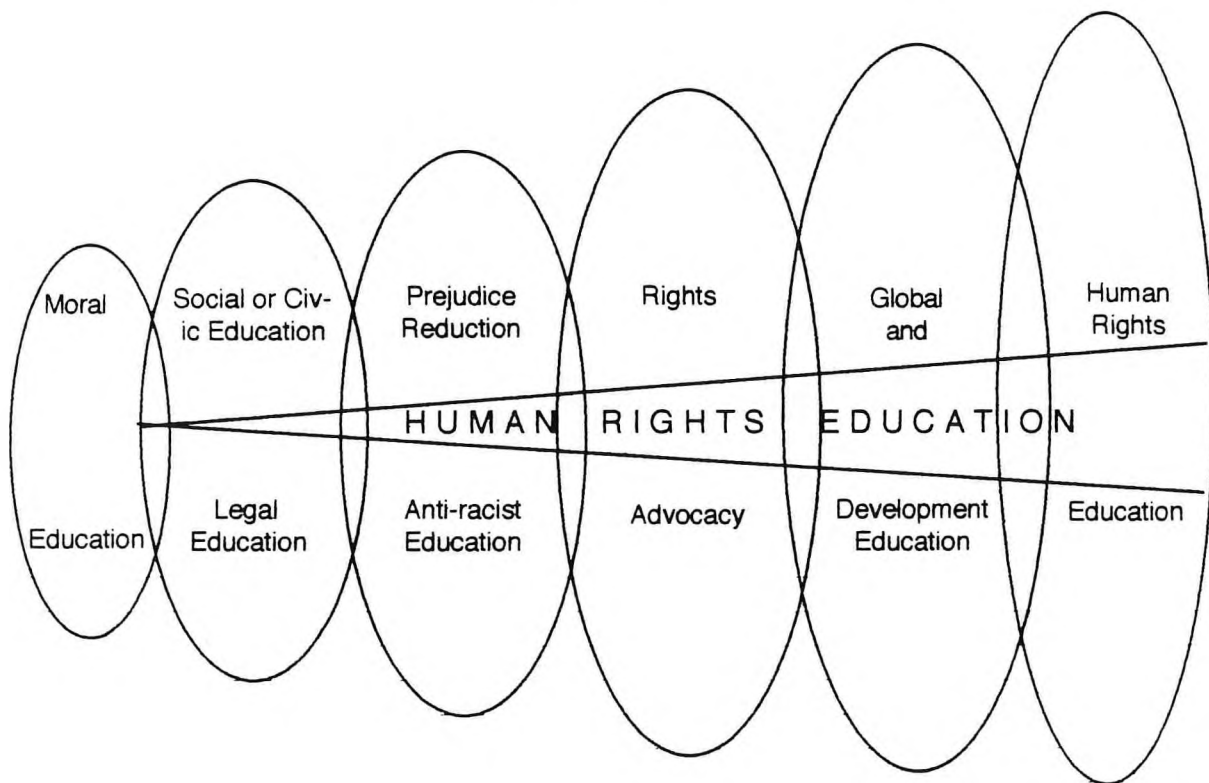 Moral
Social or Civ-
ic Education
Prejudice
Reduction
Rights
Global
and
Human
Rights
HUMAN RIGHTS EDUCATION
Education
Legal
Education
Anti-racist
Education
Advocacy
Development
Education
Education